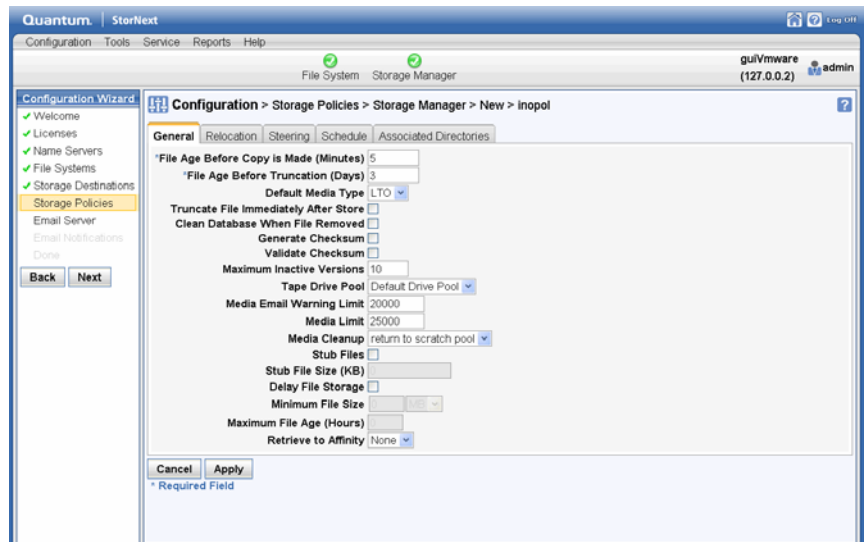 Quantum. StorNext
Log Off
Configuration Tools Service Reports Help
File System Storage Manager
guiVmware
(127.0.0.2)
admin
Configuration Wizard
Welcome
Licenses
Name Servers
File Systems
Storage Destinations
Storage Policies
Email Server
Email Notifications
Done
Back Next
Configuration > Storage Policies > Storage Manager > New > inopol
?
General Relocation Steering Schedule Associated Directories
*File Age Before Copy is Made (Minutes) 5
*File Age Before Truncation (Days) 3
Default Media Type LTO
Truncate File Immediately After Store
Clean Database When File Removed
Generate Checksum
Validate Checksum
Maximum Inactive Versions 10
Tape Drive Pool Default Drive Pool
Media Email Warning Limit 20000
Media Limit 25000
Media Cleanup return to scratch pool
Stub Files
Stub File Size (KB) 0
Delay File Storage
Minimum File Size 0 MB
Maximum File Age (Hours) 0
Retrieve to Affinity None
Cancel Apply
* Required Field